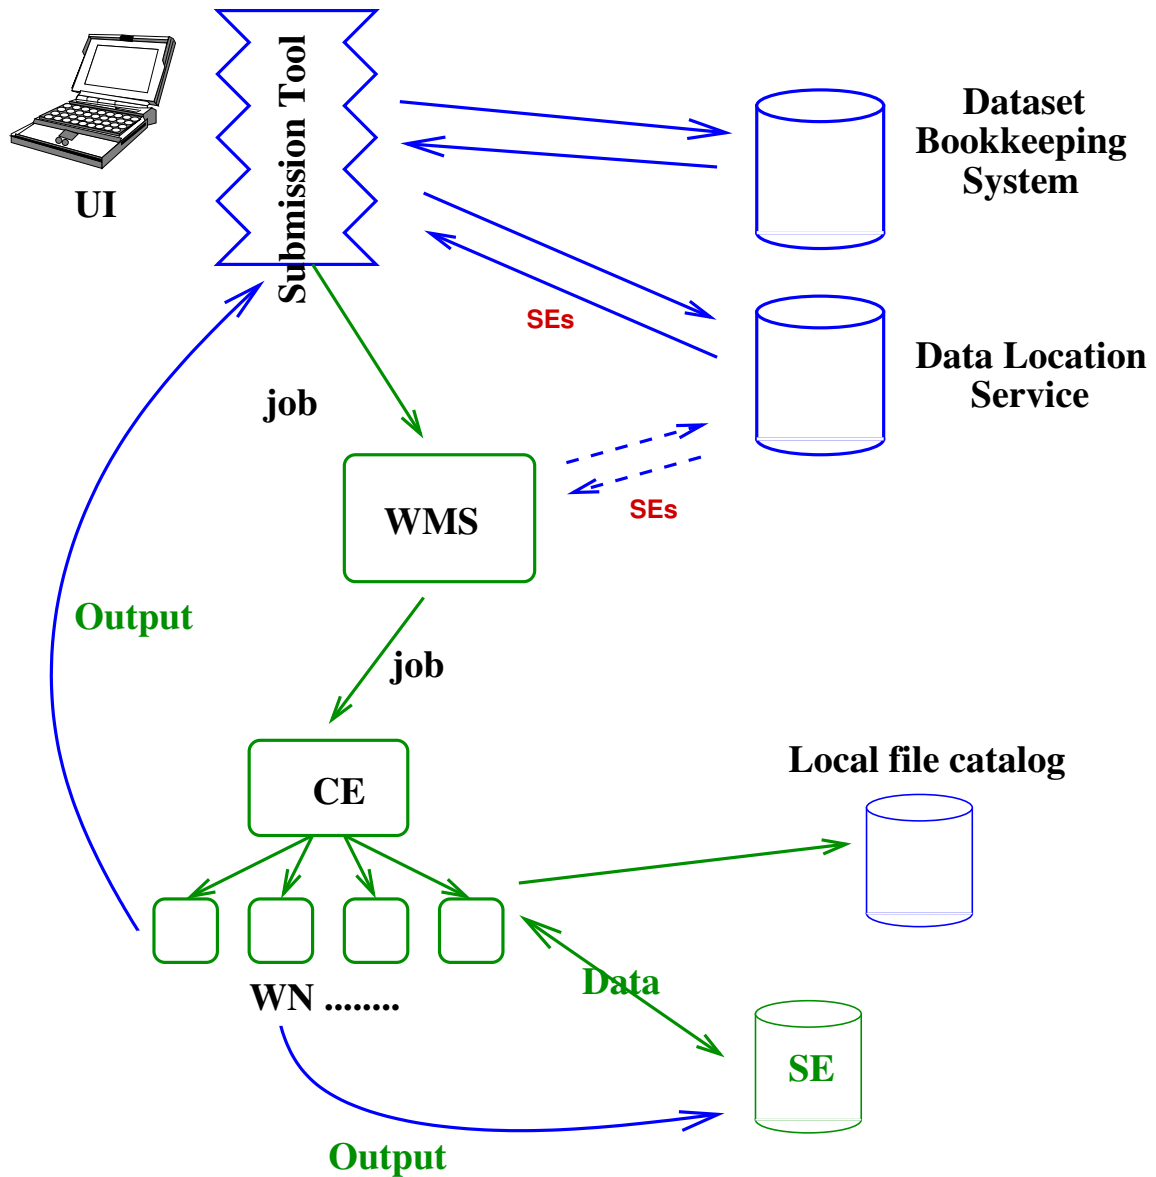 Submission Tool
UI
Dataset
Bookkeeping
System
SEs
Data Location
Service
job
SEs
WMS
Output
job
Local file catalog
CE
Data
WN ........
SE
Output